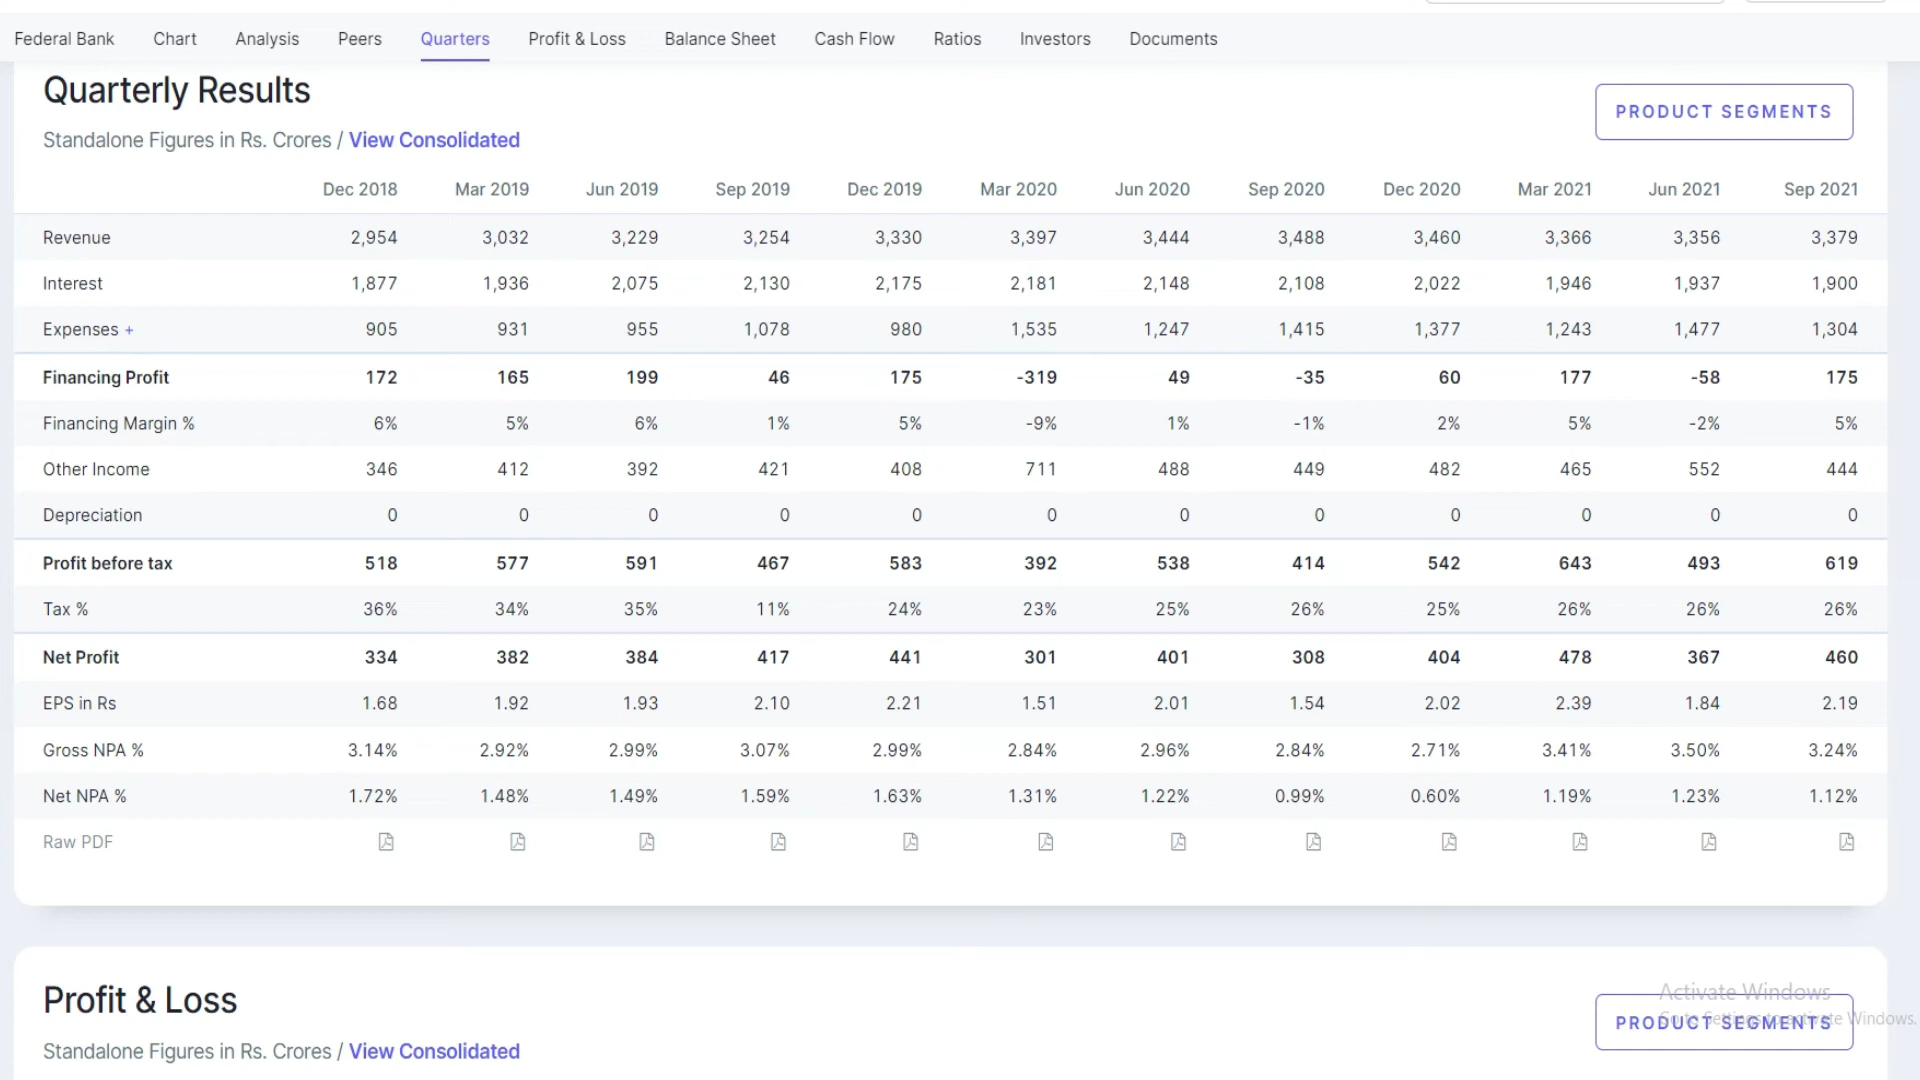 Federal Bank Chart Analysis Peers Quarters Profit & Loss Balance Sheet Cash Flow Ratios Investors Documents
Quarterly Results
PRODUCT SEGMENTS
Standalone Figures in Rs. Crores / View Consolidated
Dec 2018 Mar 2019 Jun 2019 Sep 2019 Dec 2019 Mar 2020 Jun 2020 Sep 2020 Dec 2020 Mar 2021 Jun 2021 Sep 2021
Revenue 2,954 3,032 3,229 3,254 3,330 3,397 3,444 3,488 3,460 3,366 3,356 3,379
Interest 1,877 1,936 2,075 2,130 2,175 2,181 2,148 2,108 2,022 1,946 1,937 1,900
Expenses + 905 931 955 1,078 980 1,535 1,247 1,415 1,377 1,243 1,477 1,304
Financing Profit 172 165 199 46 175 -319 49 -35 60 177 -58 175
Financing Margin % 6% 5% 6% 1% 5% -9% 1% -1% 2% 5% -2% 5%
Other Income 346 412 392 421 408 711 488 449 482 465 552 444
Depreciation 0 0 0 0 0 0 0 0 0 0 0 0
Profit before tax 518 577 591 467 583 392 538 414 542 643 493 619
Tax % 36% 34% 35% 11% 24% 23% 25% 26% 25% 26% 26% 26%
Net Profit 334 382 384 417 441 301 401 308 404 478 367 460
EPS in Rs 1.68 1.92 1.93 2.10 2.21 1.51 2.01 1.54 2.02 2.39 1.84 2.19
Gross NPA % 3.14% 2.92% 2.99% 3.07% 2.99% 2.84% 2.96% 2.84% 2.71% 3.41% 3.50% 3.24%
Net NPA % 1.72% 1.48% 1.49% 1.59% 1.63% 1.31% 1.22% 0.99% 0.60% 1.19% 1.23% 1.12%
Raw PDF
Profit & Loss
Activate Windows
Go to Settings to activate Windows.
PRODUCT SEGMENTS
Standalone Figures in Rs. Crores / View Consolidated